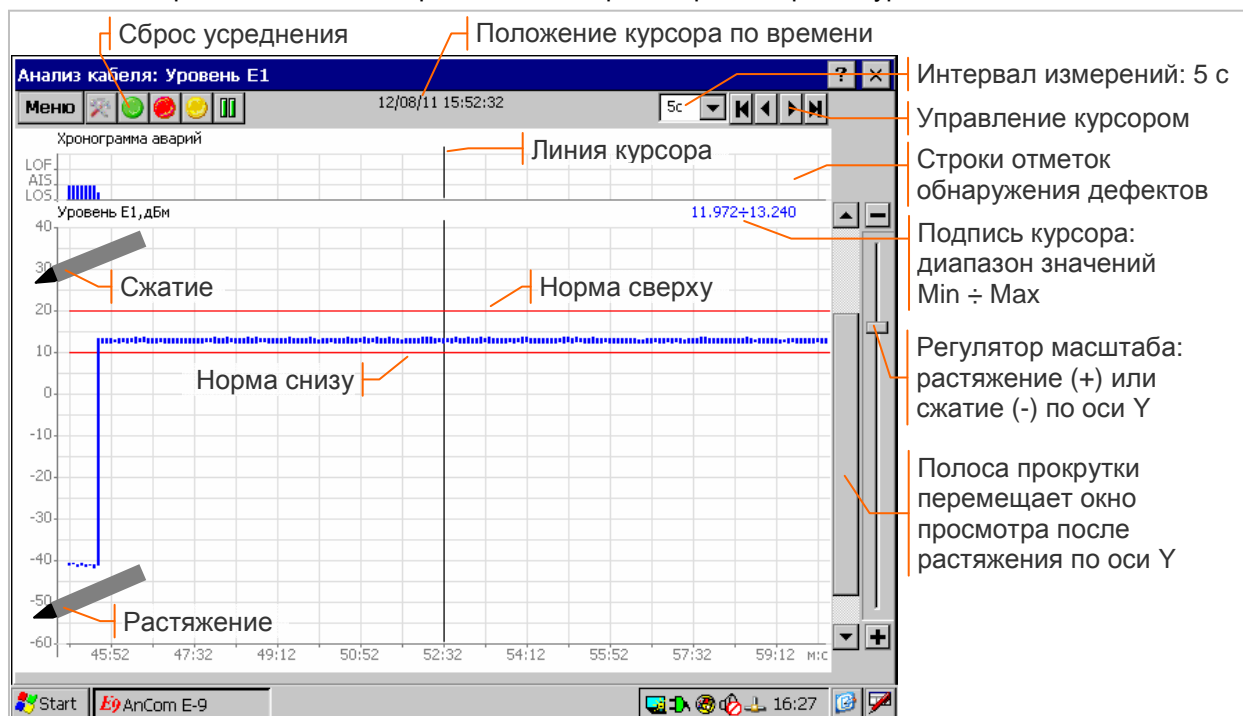 Сброс усреднения
Положение курсора по времени
Анализ кабеля: Уровень E1
?
×
Интервал измерений: 5 с
Меню
12/08/11 15:52:32
5с
Управление курсором
Хронограмма аварий
Линия курсора
Строки отметок
обнаружения дефектов
LOF
AIS
LOS
Уровень E1,дБм
11.972÷13.240
Подпись курсора:
диапазон значений
Min ÷ Max
40
30
Сжатие
Норма сверху
20
10
Норма снизу
Регулятор масштаба:
растяжение (+) или
сжатие (-) по оси Y
0
-10
-20
-30
-40
-50
-60
Полоса прокрутки
перемещает окно
просмотра после
растяжения по оси Y
Растяжение
45:52 47:32 49:12 50:52 52:32 54:12 55:52 57:32 59:12 м:с
Start
E9 AnCom E-9
16:27